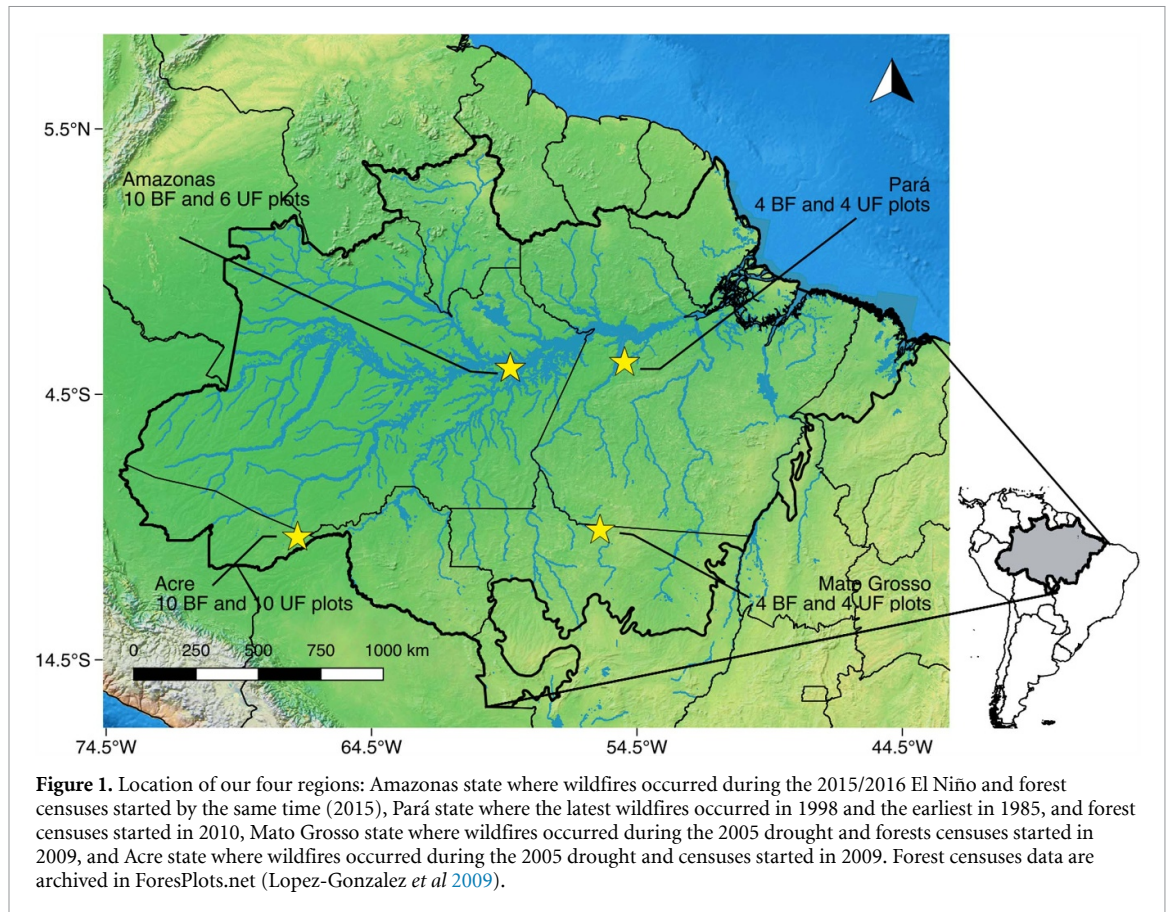 5.5°N
Amazonas
10 BF and 6 UF plots
Pará
4 BF and 4 UF plots
4.5°S
Acre
10 BF and 10 UF plots
Mato Grosso
4 BF and 4 UF plots
0 250 500 750 1000 km
14.5°S
74.5°W 64.5°W 54.5°W 44.5°W
Figure 1. Location of our four regions: Amazonas state where wildfires occurred during the 2015/2016 El Niño and forest
censuses started by the same time (2015), Pará state where the latest wildfires occurred in 1998 and the earliest in 1985, and forest
censuses started in 2010, Mato Grosso state where wildfires occurred during the 2005 drought and forests censuses started in
2009, and Acre state where wildfires occurred during the 2005 drought and censuses started in 2009. Forest censuses data are
archived in ForesPlots.net (Lopez-Gonzalez et al 2009).